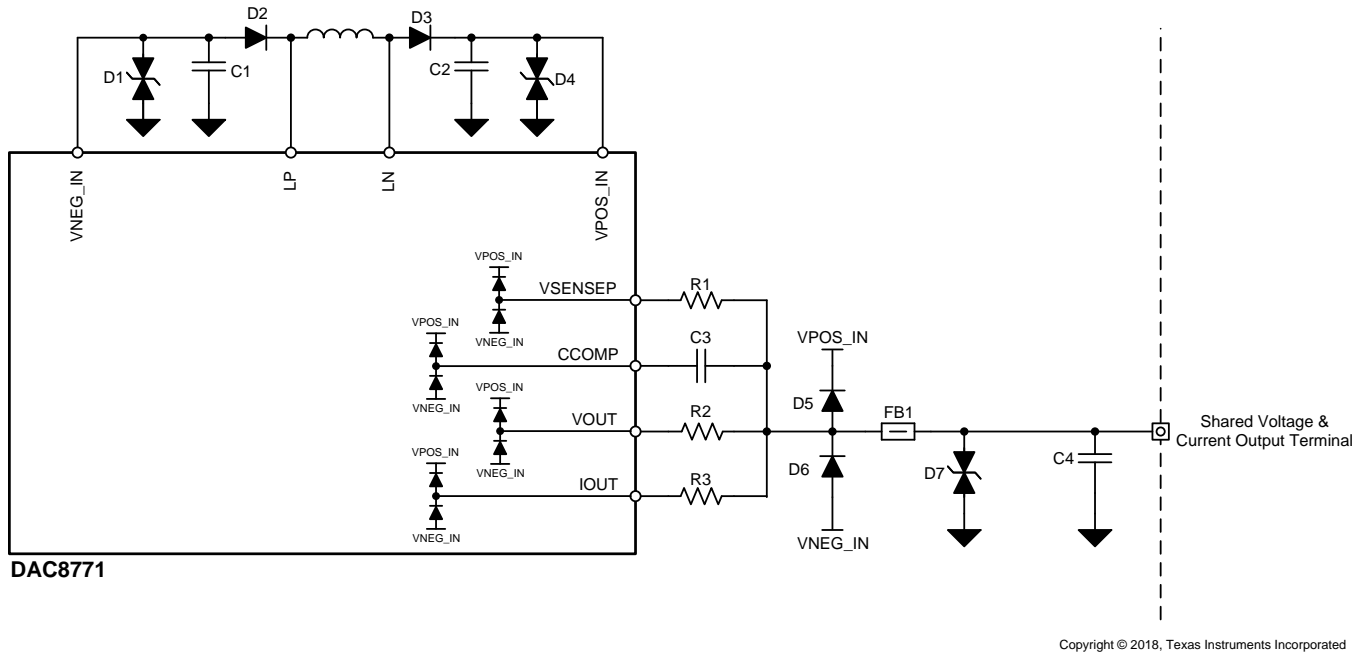 D2
D3
D1
C1
C2
D4
VNEG_IN
LP
LN
VPOS_IN
VPOS_IN
VSENSEP
R1
VNEG_IN
VPOS_IN
CCOMP
C3
VPOS_IN
VNEG_IN
VPOS_IN
VOUT
R2
D5
FB1
Shared Voltage &
Current Output Terminal
VNEG_IN
VPOS_IN
IOUT
R3
D6
D7
C4
VNEG_IN
VNEG_IN
DAC8771
Copyright © 2018, Texas Instruments Incorporated